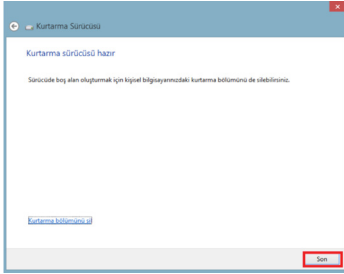 Kurtarma Sürücüsü
Kurtarma sürücüsü hazır
Sürücüde boş alan oluşturmak için kişisel bilgisayarınızdaki kurtarma bölümünü de silebilirsiniz.
Kurtarma bölümünü sil
Son